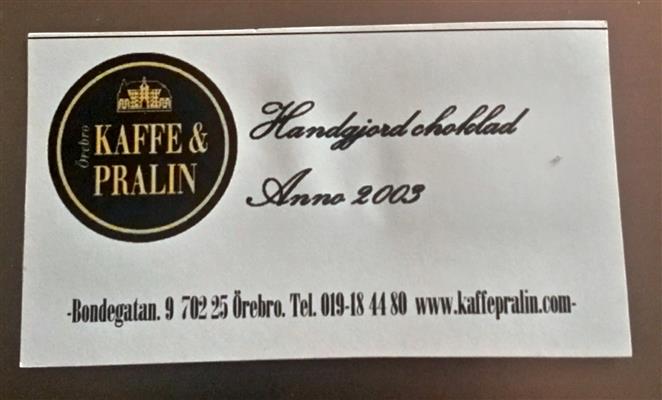 Örebro
KAFFE &
PRALIN
Handgjord choklad
Anno 2003
-Bondegatan. 9 702 25 Örebro. Tel. 019-18 44 80 www.kaffepralin.com-